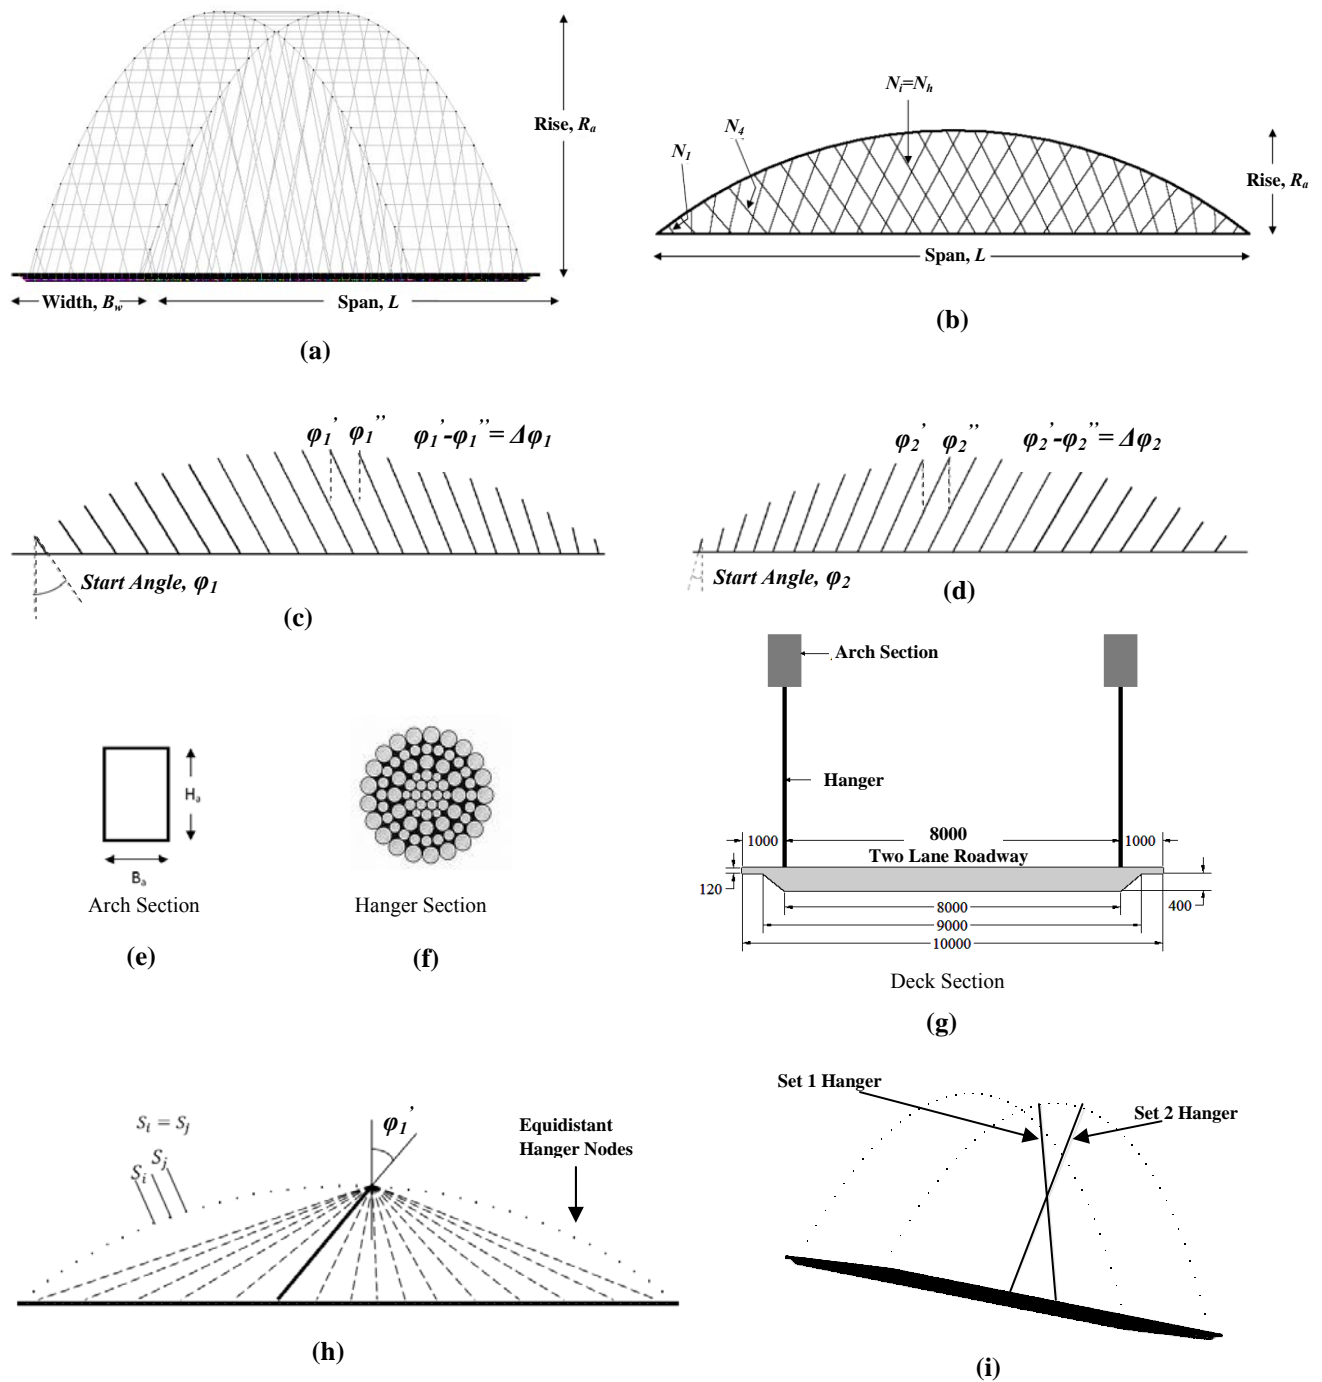 Rise, Rₐ
Width, B_w
Span, L
(a)
Nᵢ=Nₕ
N₄
N₁
Rise, Rₐ
Span, L
(b)
φ₁’ φ₁’’ φ₁’-φ₁’’= Δφ₁
Start Angle, φ₁
(c)
φ₂’ φ₂’’ φ₂’-φ₂’’= Δφ₂
Start Angle, φ₂
(d)
Hₐ
Bₐ
Arch Section
(e)
Hanger Section
(f)
Arch Section
Hanger
1000
8000
1000
Two Lane Roadway
120
400
8000
9000
10000
Deck Section
(g)
Sᵢ = Sⱼ
Sⱼ
Sᵢ
φ₁’
Equidistant
Hanger Nodes
(h)
Set 1 Hanger
Set 2 Hanger
(i)